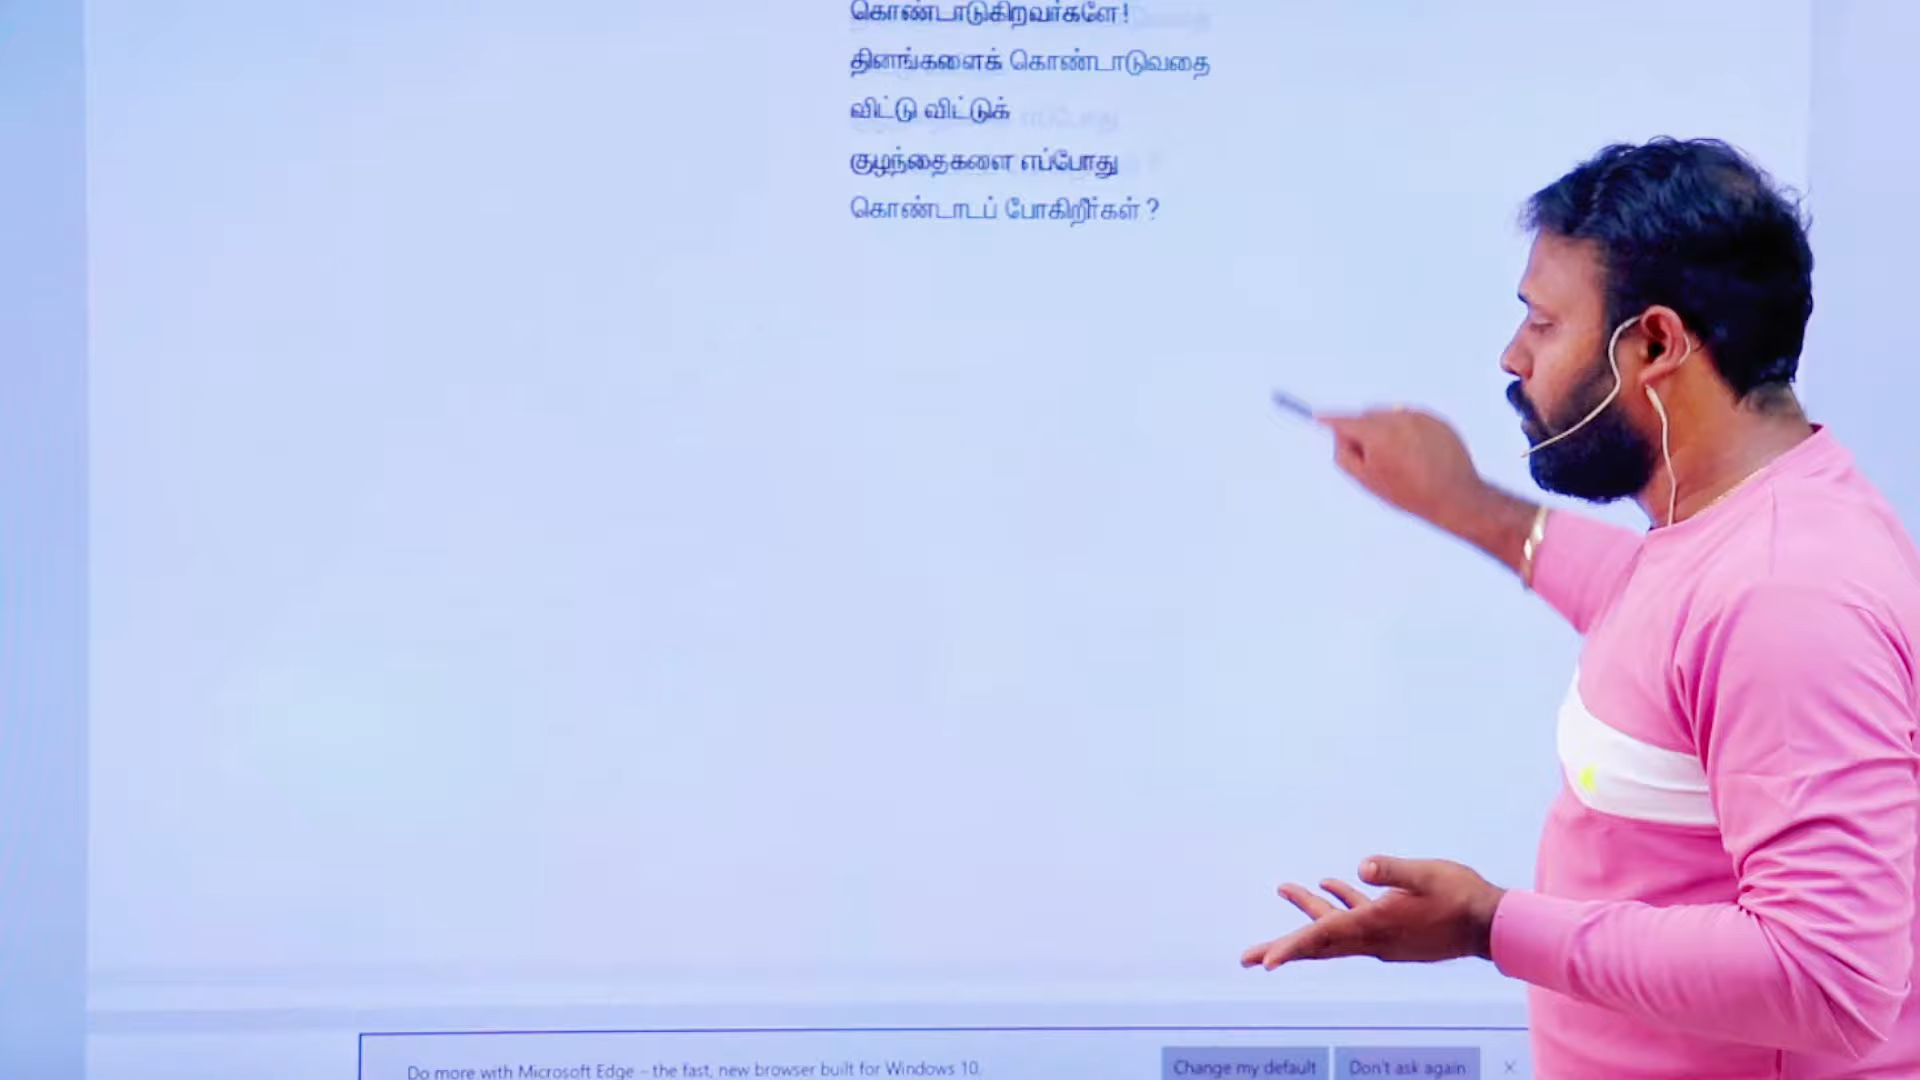 கொண்டாடுகிறவர்களே !
தினங்களைக் கொண்டாடுவதை
விட்டு விட்டுக்
குழந்தைகளை எப்போது
கொண்டாடப் போகிறீர்கள் ?
Do more with Microsoft Edge – the fast, new browser built for Windows 10.
Change my default
Don't ask again